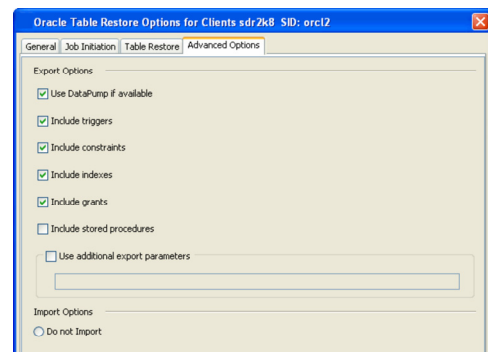 Oracle Table Restore Options for Clients sdr2k8 SID: orcl2
General Job Initiation Table Restore Advanced Options
Export Options
Use DataPump if available
Include triggers
Include constraints
Include indexes
Include grants
Include stored procedures
Use additional export parameters
Import Options
Do not Import